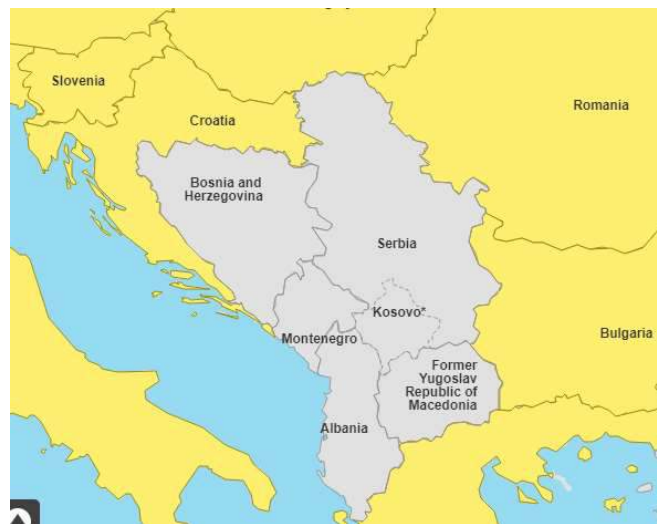 Slovenia
Croatia
Romania
Bosnia and
Herzegovina
Serbia
Kosovo*
Montenegro
Bulgaria
Former
Yugoslav
Republic of
Macedonia
Albania